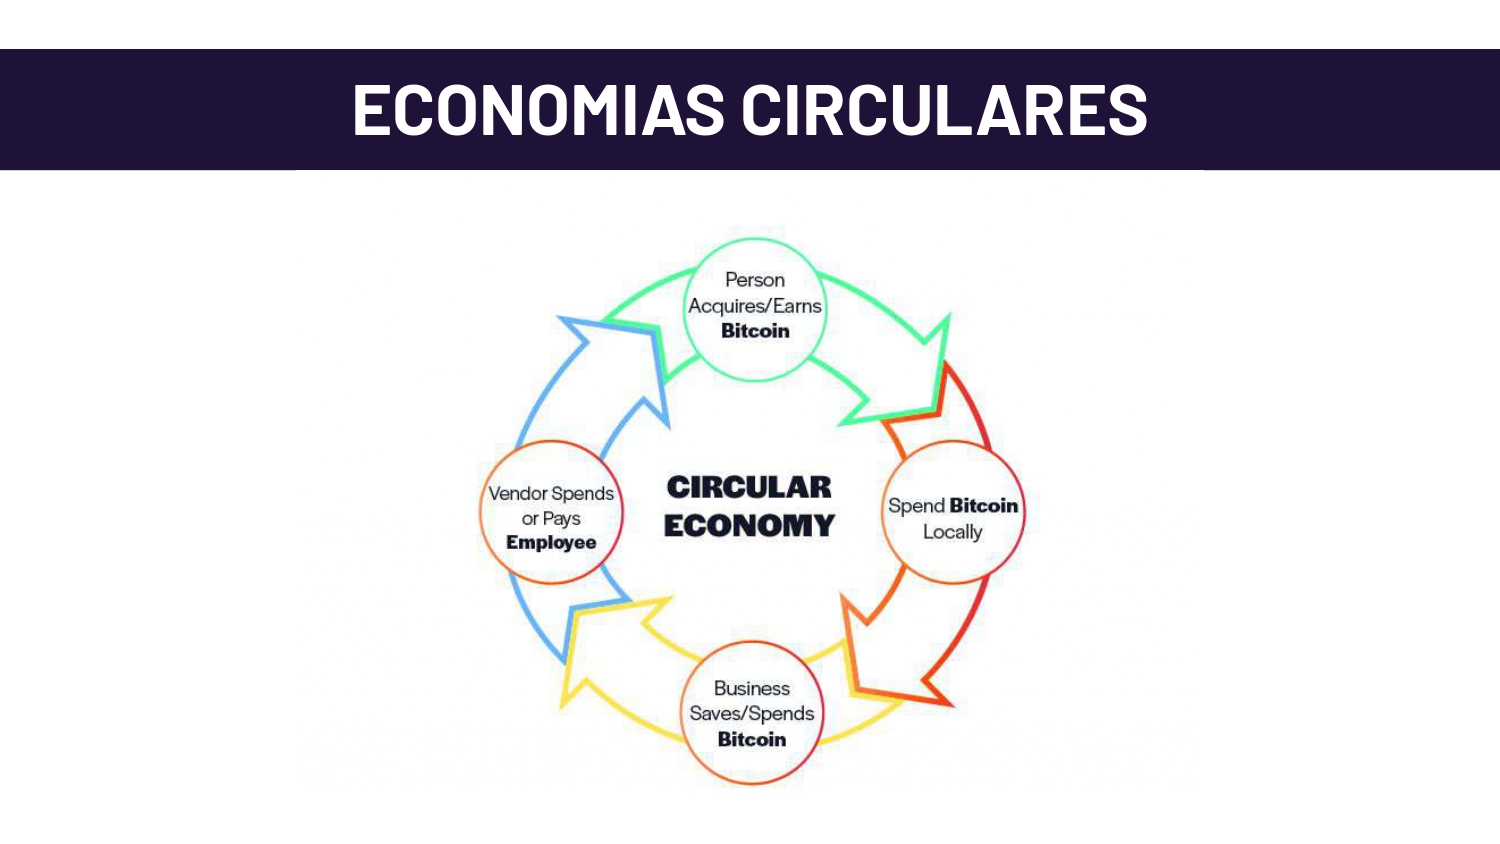 ECONOMIAS CIRCULARES
Person
Acquires/Earns
Bitcoin
Spend Bitcoin
Locally
Business
Saves/Spends
Bitcoin
Vendor Spends
or Pays
Employee
CIRCULAR
ECONOMY